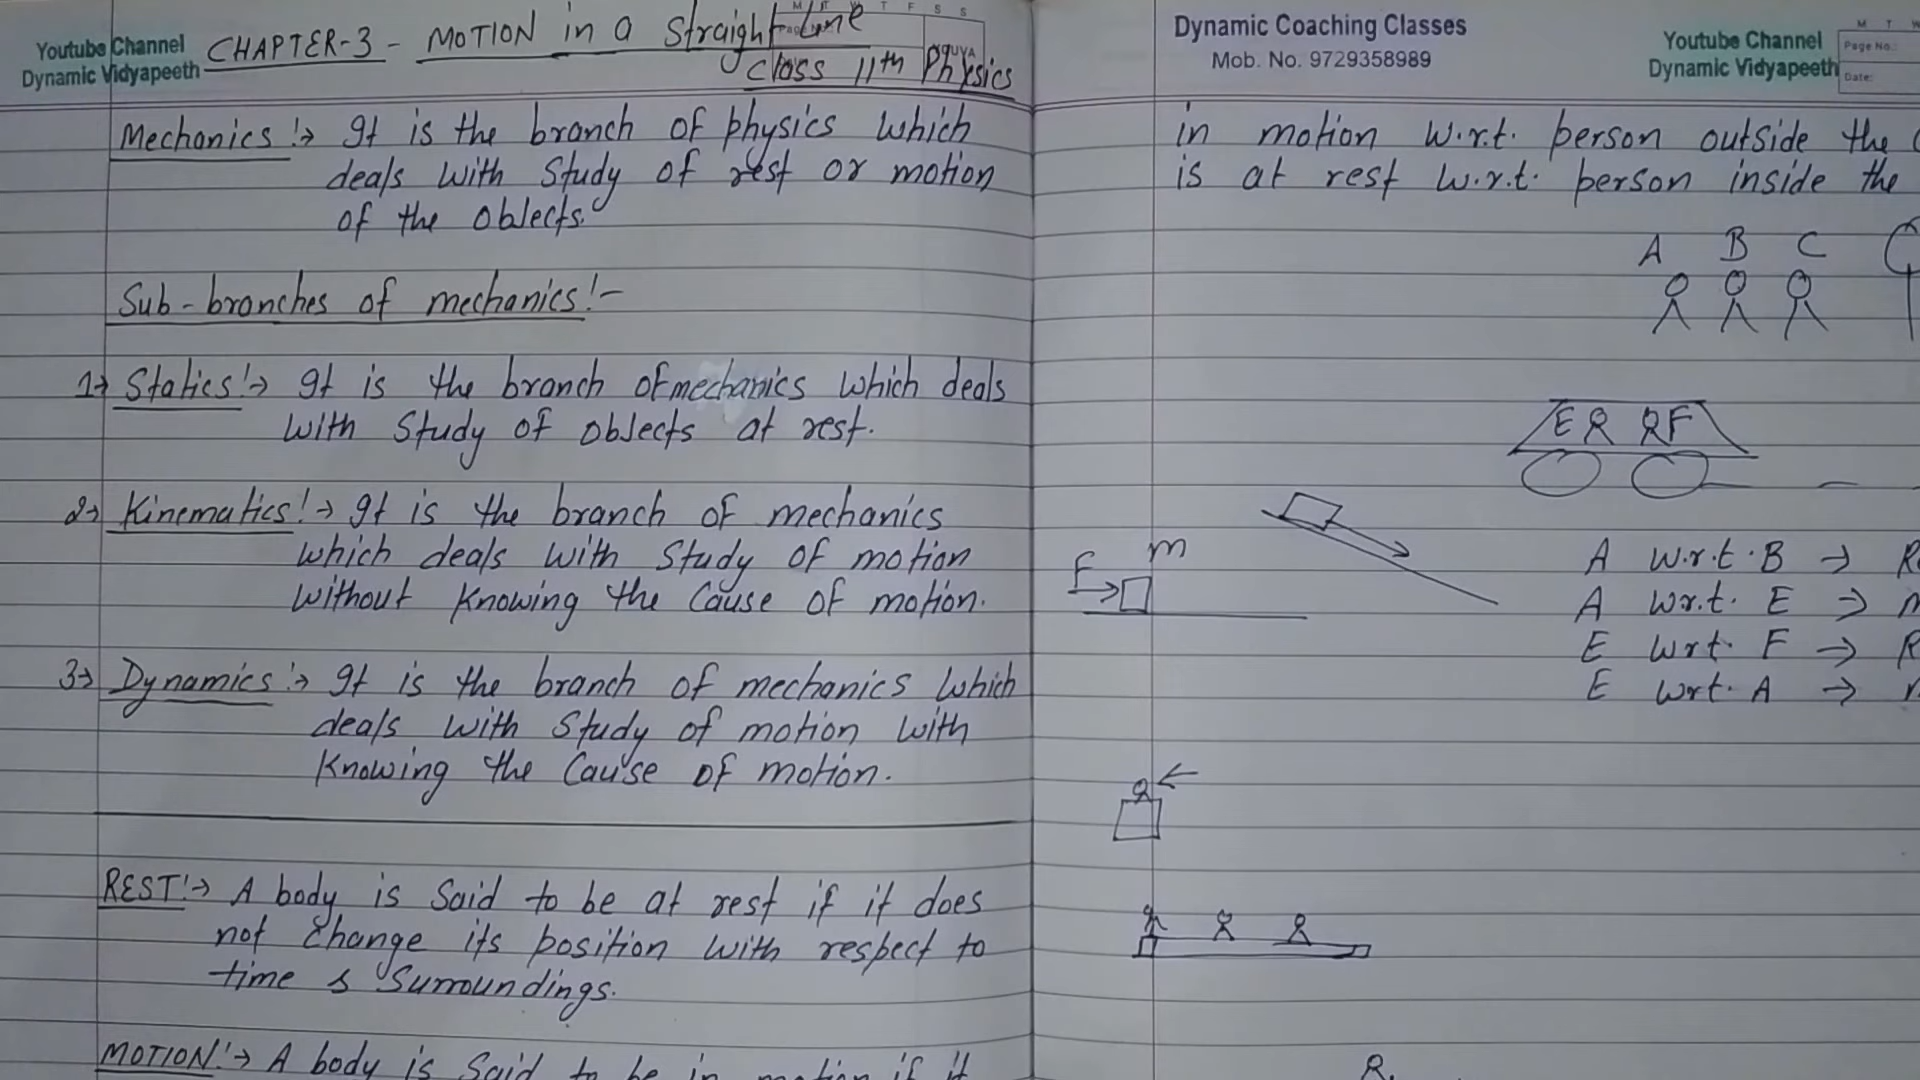 Youtube Channel
Dynamic Vidyapeeth
CHAPTER-3 - MOTION in a Straight Line
Class 11th Physics
Mechanics :→ It is the branch of physics which
deals with Study of rest or motion
of the objects.
Sub-branches of mechanics :-
1→ Statics :→ It is the branch of mechanics which deals
with Study of objects at rest.
2→ Kinematics :→ It is the branch of mechanics
which deals with Study of motion
without Knowing the Cause of motion.
3→ Dynamics :→ It is the branch of mechanics which
deals with Study of motion with
Knowing the Cause of motion.
REST :→ A body is Said to be at rest if it does
not change its position with respect to
time & Surroundings.
MOTION :→ A body is Said to be in motion if it
Dynamic Coaching Classes
Mob. No. 9729358989
Youtube Channel
Dynamic Vidyapeeth
M T W
Page No.:
Date:
in motion w.r.t. person outside the
is at rest w.r.t. person inside the
A B C
E F
F m
A w.r.t. B →
A w.r.t. E →
E wrt. F →
E wrt. A →